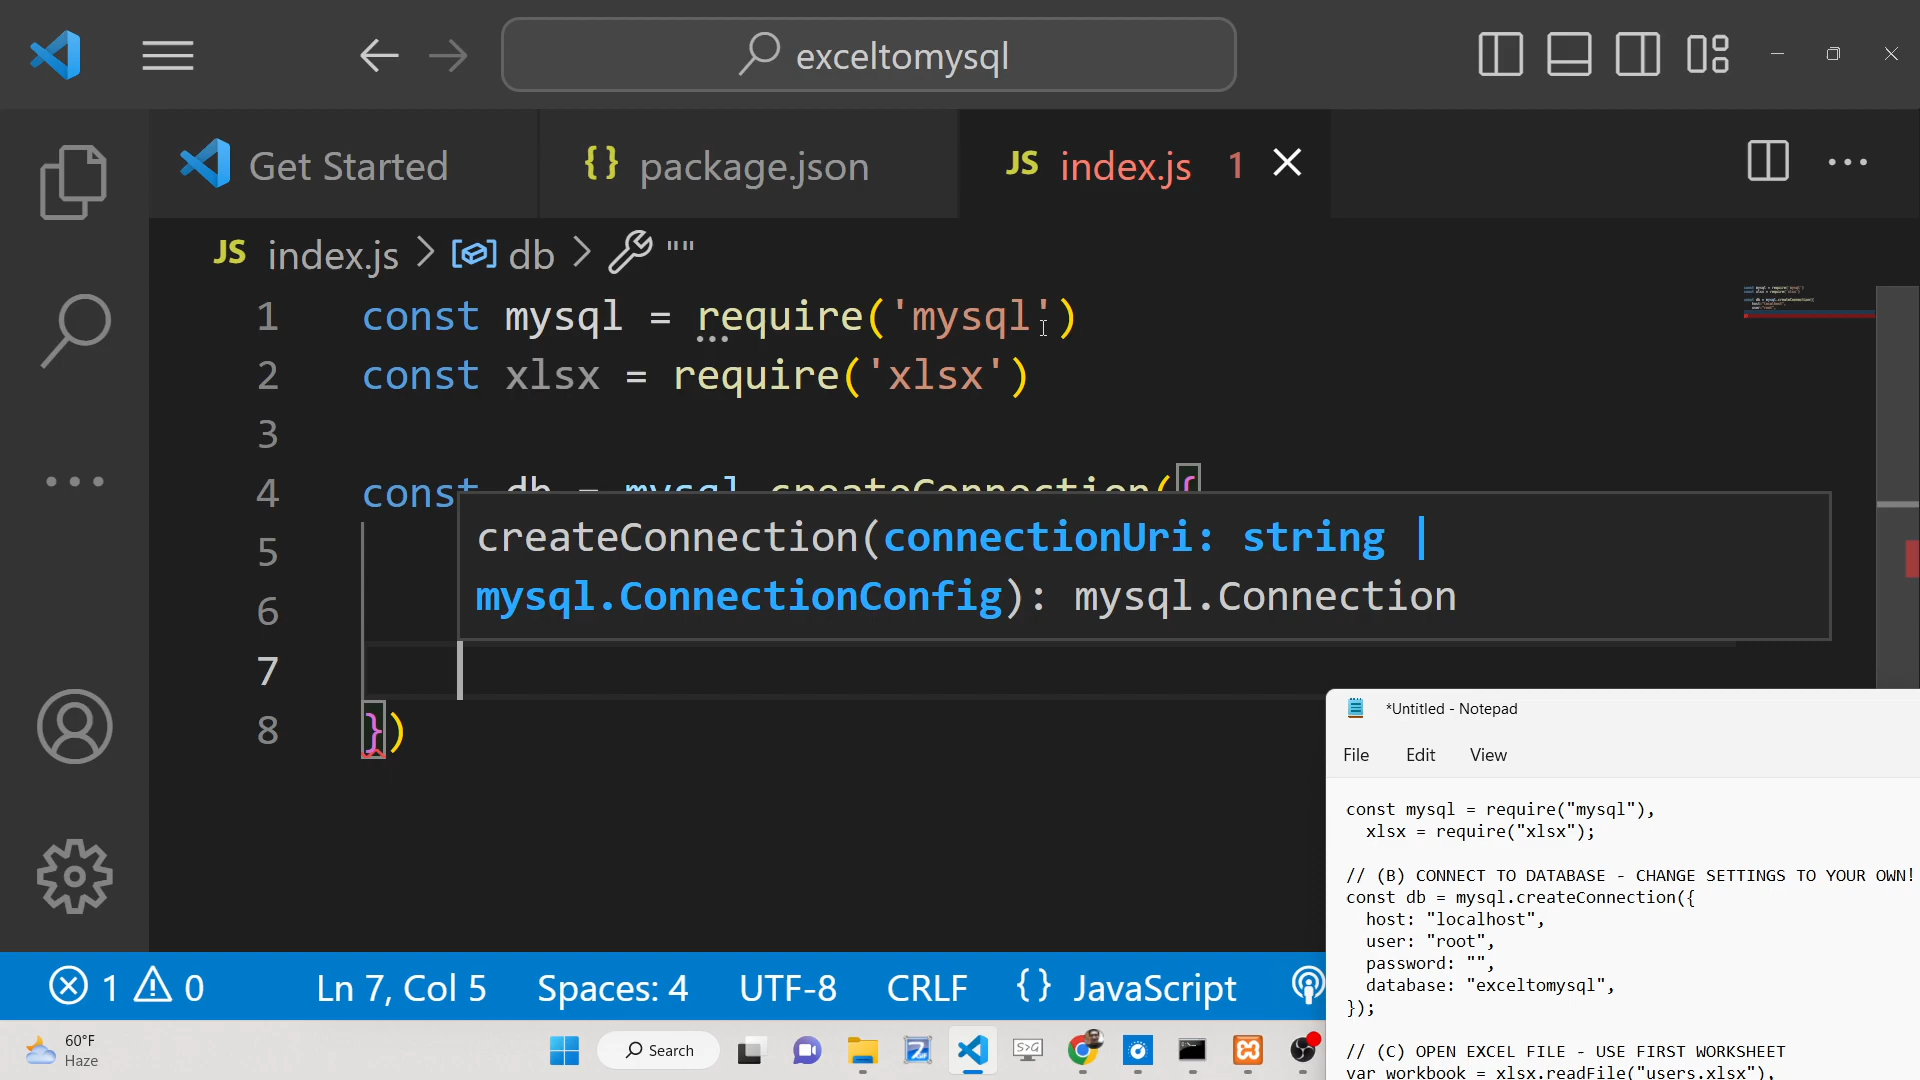 exceltomysql
Get Started
{} package.json
JS index.js 1
JS index.js > db > ""
1 const mysql = require('mysql')
2 const xlsx = require('xlsx')
3
4 const db = mysql.createConnection({
5
createConnection(connectionUri: string |
6
mysql.ConnectionConfig): mysql.Connection
7
8 })
*Untitled - Notepad
File Edit View
const mysql = require("mysql"),
xlsx = require("xlsx");
// (B) CONNECT TO DATABASE - CHANGE SETTINGS TO YOUR OWN!
const db = mysql.createConnection({
host: "localhost",
user: "root",
password: "",
database: "exceltomysql",
});
// (C) OPEN EXCEL FILE - USE FIRST WORKSHEET
var workbook = xlsx.readFile("users.xlsx"),
1 0 Ln 7, Col 5 Spaces: 4 UTF-8 CRLF {} JavaScript
60°F
Haze
Search